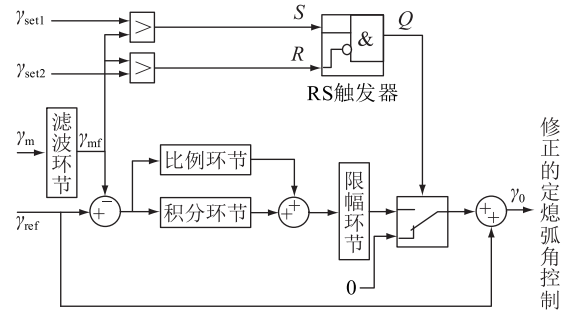 γset1
>
S
Q
γset2
>
R
&
RS触发器
γm
滤波环节
γmf
比例环节
积分环节
限幅环节
γref
−
+
+
+
0
+
+
γ0
修正的定熄弧角控制